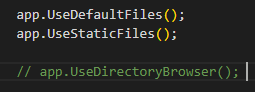 app.UseDefaultFiles();
app.UseStaticFiles();
// app.UseDirectoryBrowser();